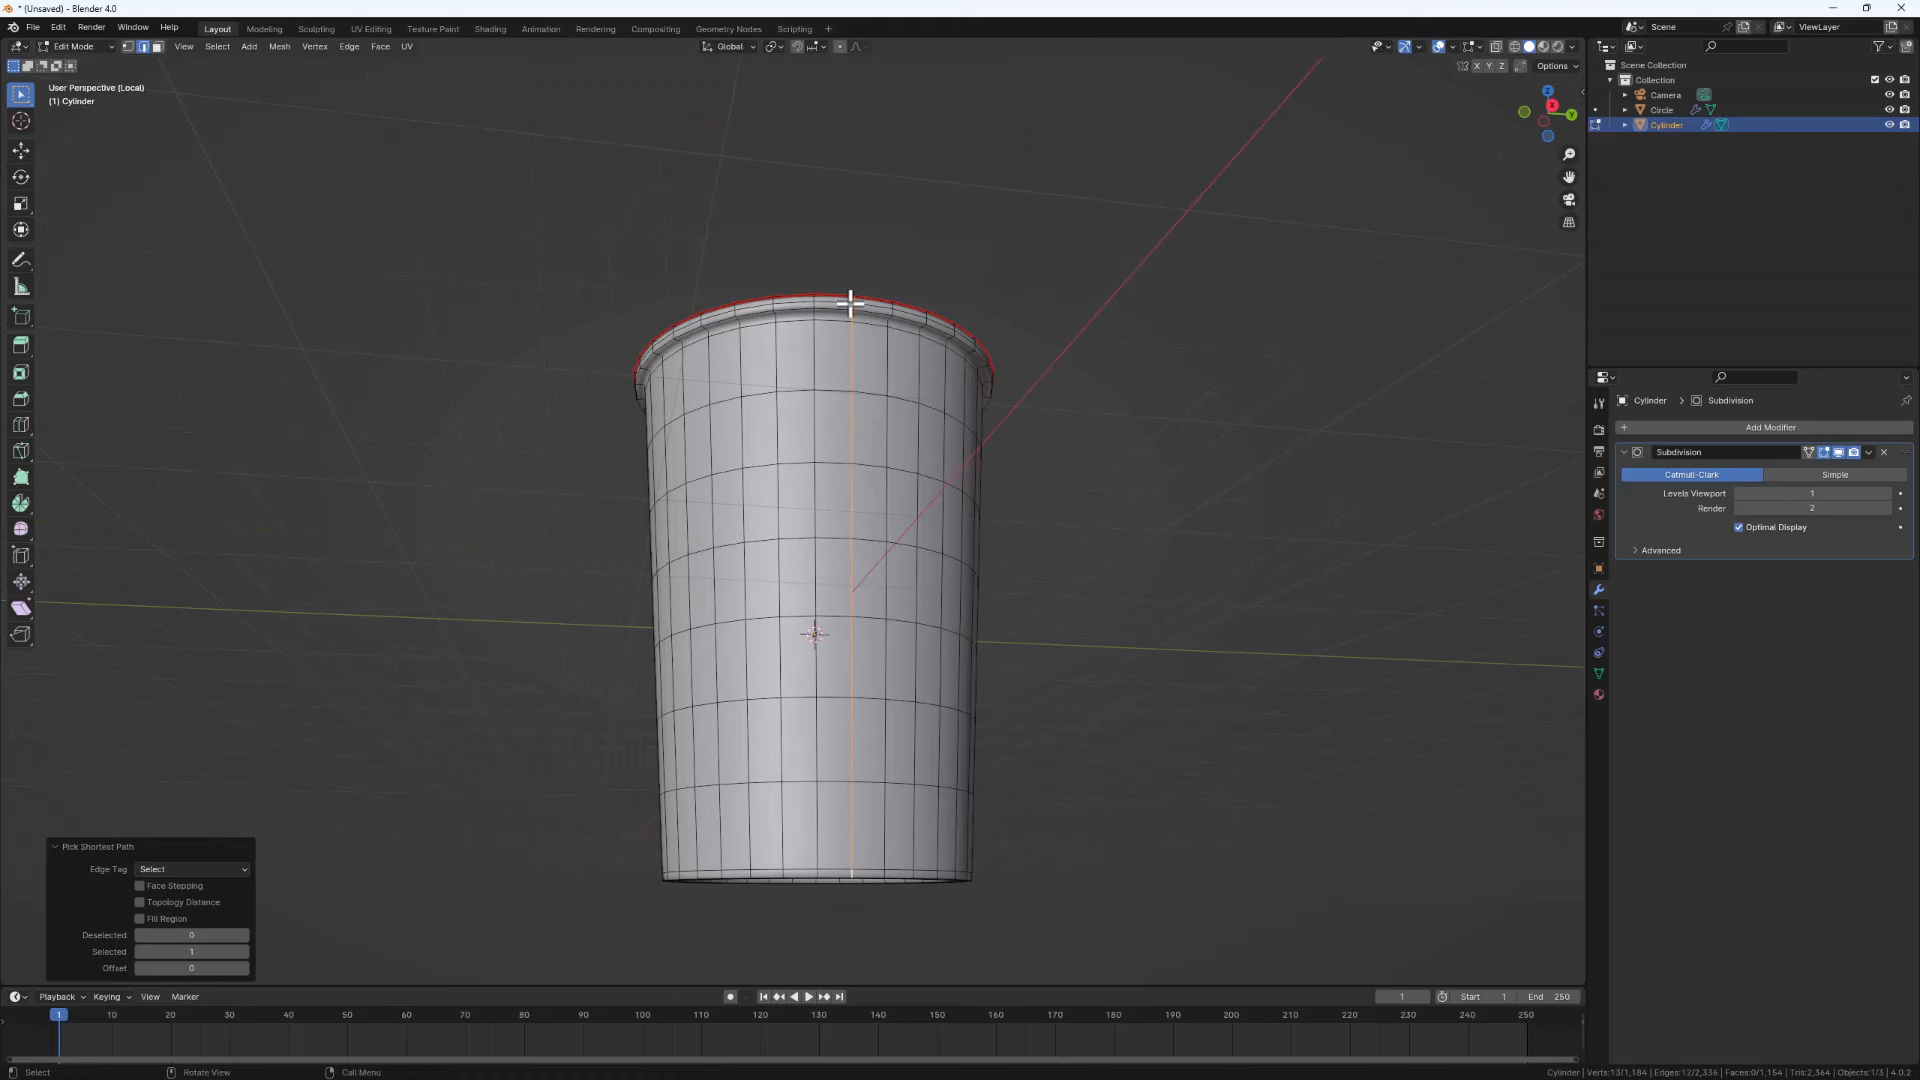 * (Unsaved) - Blender 4.0
File Edit Render Window Help Layout Modeling Sculpting UV Editing Texture Paint Shading Animation Rendering Compositing Geometry Nodes Scripting + Scene ViewLayer
Edit Mode View Select Add Mesh Vertex Edge Face UV Global
X Y Z Options
User Perspective (Local)
(1) Cylinder
Z
X
Y
Scene Collection
Collection
Camera
Circle
Cylinder
Cylinder > Subdivision
+ Add Modifier
Subdivision
Catmull-Clark Simple
Levels Viewport 1
Render 2
Optimal Display
Advanced
Pick Shortest Path
Edge Tag Select
Face Stepping
Topology Distance
Fill Region
Deselected 0
Selected 1
Offset 0
Playback Keying View Marker 1 Start 1 End 250
1 10 20 30 40 50 60 70 80 90 100 110 120 130 140 150 160 170 180 190 200 210 220 230 240 250
Select Rotate View Call Menu Cylinder | Verts:13/1,184 | Edges:12/2,336 | Faces:0/1,154 | Tris:2,364 | Objects:1/3 | 4.0.2